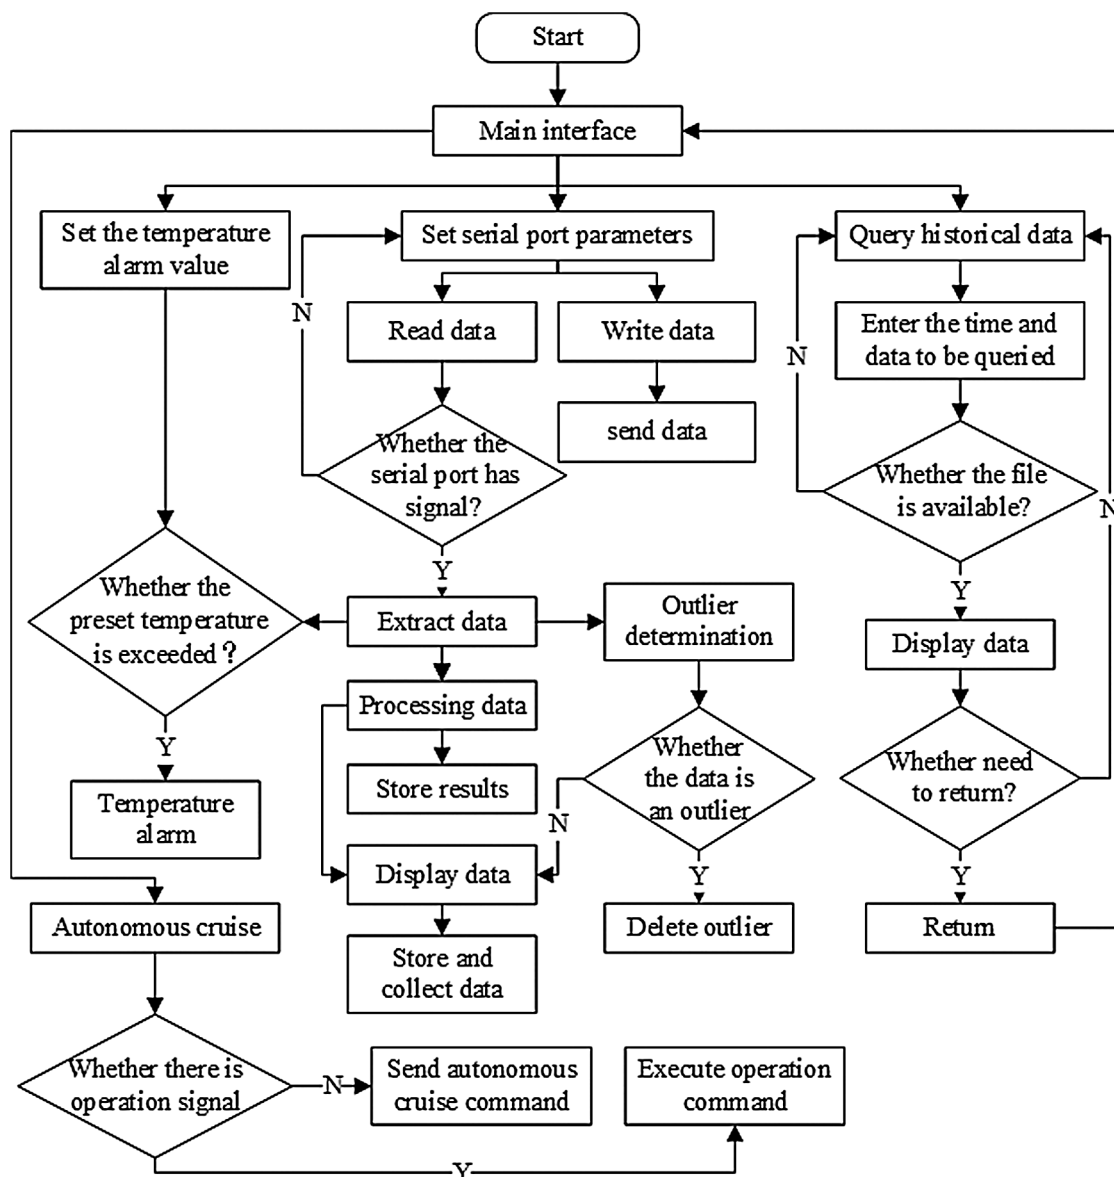 Start
Main interface
Set the temperature
alarm value
Set serial port parameters
Query historical data
N
Read data
Write data
Enter the time and
data to be queried
N
Whether the
serial port has
signal?
send data
Whether the file
is available?
N
Y
Whether the
preset temperature
is exceeded?
Extract data
Outlier
determination
Y
Display data
Processing data
Y
Whether
the data is
an outlier
Whether need
to return?
Store results
Temperature
alarm
N
Display data
Y
Y
Autonomous cruise
Delete outlier
Return
Store and
collect data
Whether there is
operation signal
N
Send autonomous
cruise command
Execute operation
command
Y